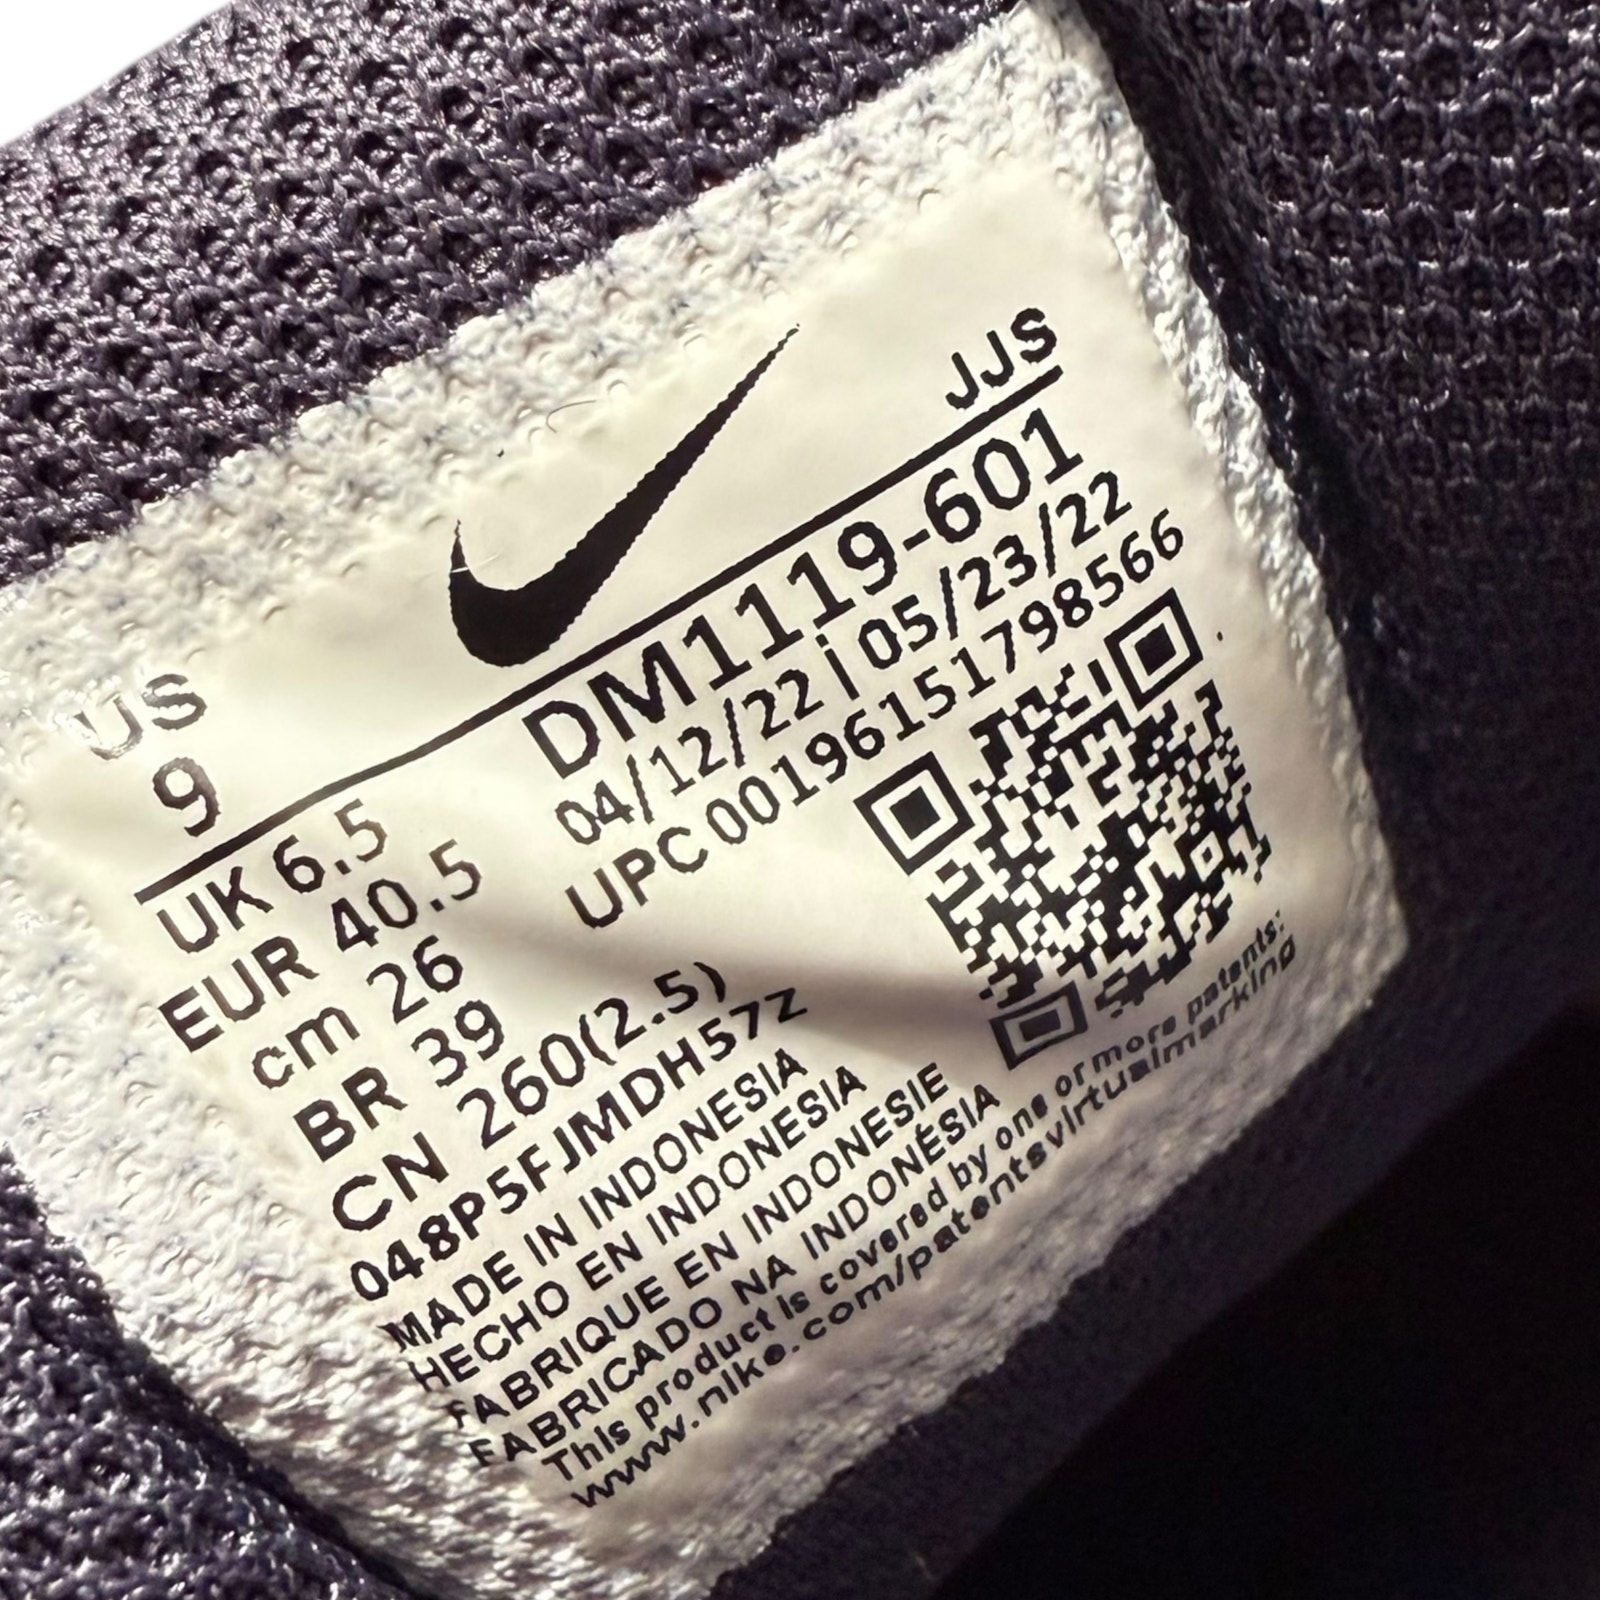 JJS
US
9
DM1119-601
04/12/22 | 05/23/22
UPC 00196151798566
UK 6.5
EUR 40.5
cm 26
BR 39
CN 260(2.5)
048P5FJMDH57Z
MADE IN INDONESIA
HECHO EN INDONESIA
FABRIQUE EN INDONESIE
FABRICADO NA INDONÉSIA
This product is covered by one or more patents:
www.nike.com/patentsvirtualmarking